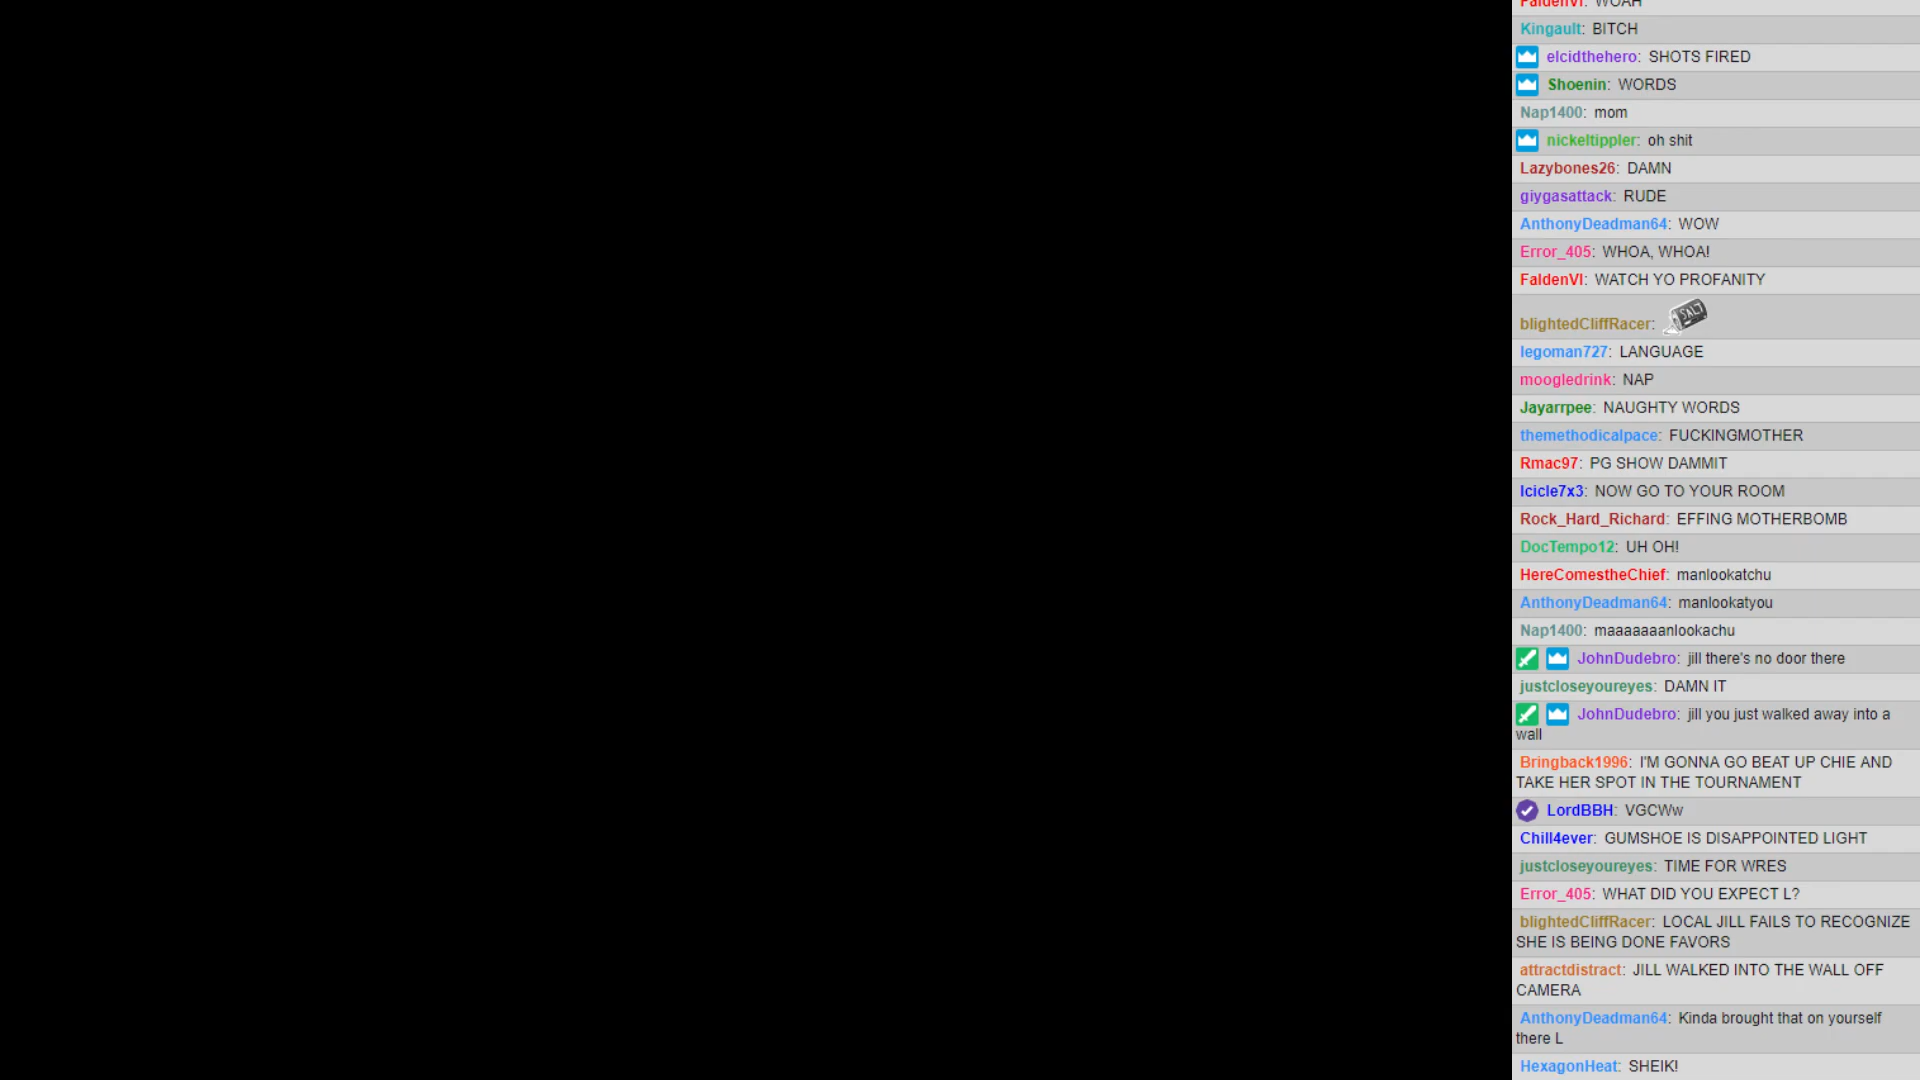 FaldenVI: WOAH
Kingault: BITCH
elcidthehero: SHOTS FIRED
Shoenin: WORDS
Nap1400: mom
nickeltippler: oh shit
Lazybones26: DAMN
giygasattack: RUDE
AnthonyDeadman64: WOW
Error_405: WHOA, WHOA!
FaldenVI: WATCH YO PROFANITY
blightedCliffRacer: SALT
legoman727: LANGUAGE
moogledrink: NAP
Jayarrpee: NAUGHTY WORDS
themethodicalpace: FUCKINGMOTHER
Rmac97: PG SHOW DAMMIT
Icicle7x3: NOW GO TO YOUR ROOM
Rock_Hard_Richard: EFFING MOTHERBOMB
DocTempo12: UH OH!
HereComestheChief: manlookatchu
AnthonyDeadman64: manlookatyou
Nap1400: maaaaaaanlookachu
JohnDudebro: jill there's no door there
justcloseyoureyes: DAMN IT
JohnDudebro: jill you just walked away into a
wall
Bringback1996: I'M GONNA GO BEAT UP CHIE AND
TAKE HER SPOT IN THE TOURNAMENT
LordBBH: VGCWw
Chill4ever: GUMSHOE IS DISAPPOINTED LIGHT
justcloseyoureyes: TIME FOR WRES
Error_405: WHAT DID YOU EXPECT L?
blightedCliffRacer: LOCAL JILL FAILS TO RECOGNIZE
SHE IS BEING DONE FAVORS
attractdistract: JILL WALKED INTO THE WALL OFF
CAMERA
AnthonyDeadman64: Kinda brought that on yourself
there L
HexagonHeat: SHEIK!